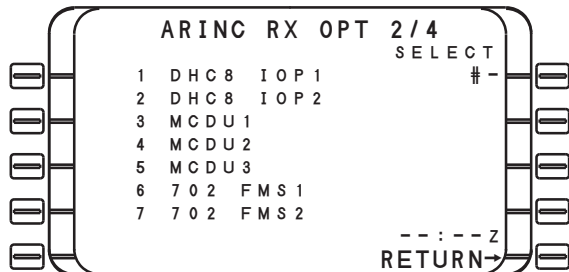 ARINC RX OPT 2/4
SELECT
1 DHC8 IOP1 #-
2 DHC8 IOP2
3 MCDU1
4 MCDU2
5 MCDU3
6 702 FMS1
7 702 FMS2
--:--Z
RETURN→